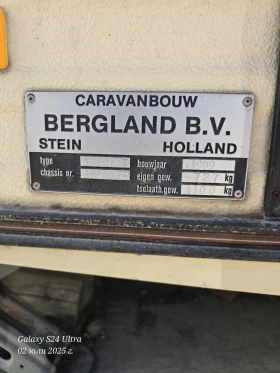 CARAVANBOUW
BERGLAND B.V.
STEIN HOLLAND
type bouwjaar
chassis nr. eigen gew. 727 kg
toelaatb.gew. kg
Galaxy S24 Ultra
02 юли 2025 г.